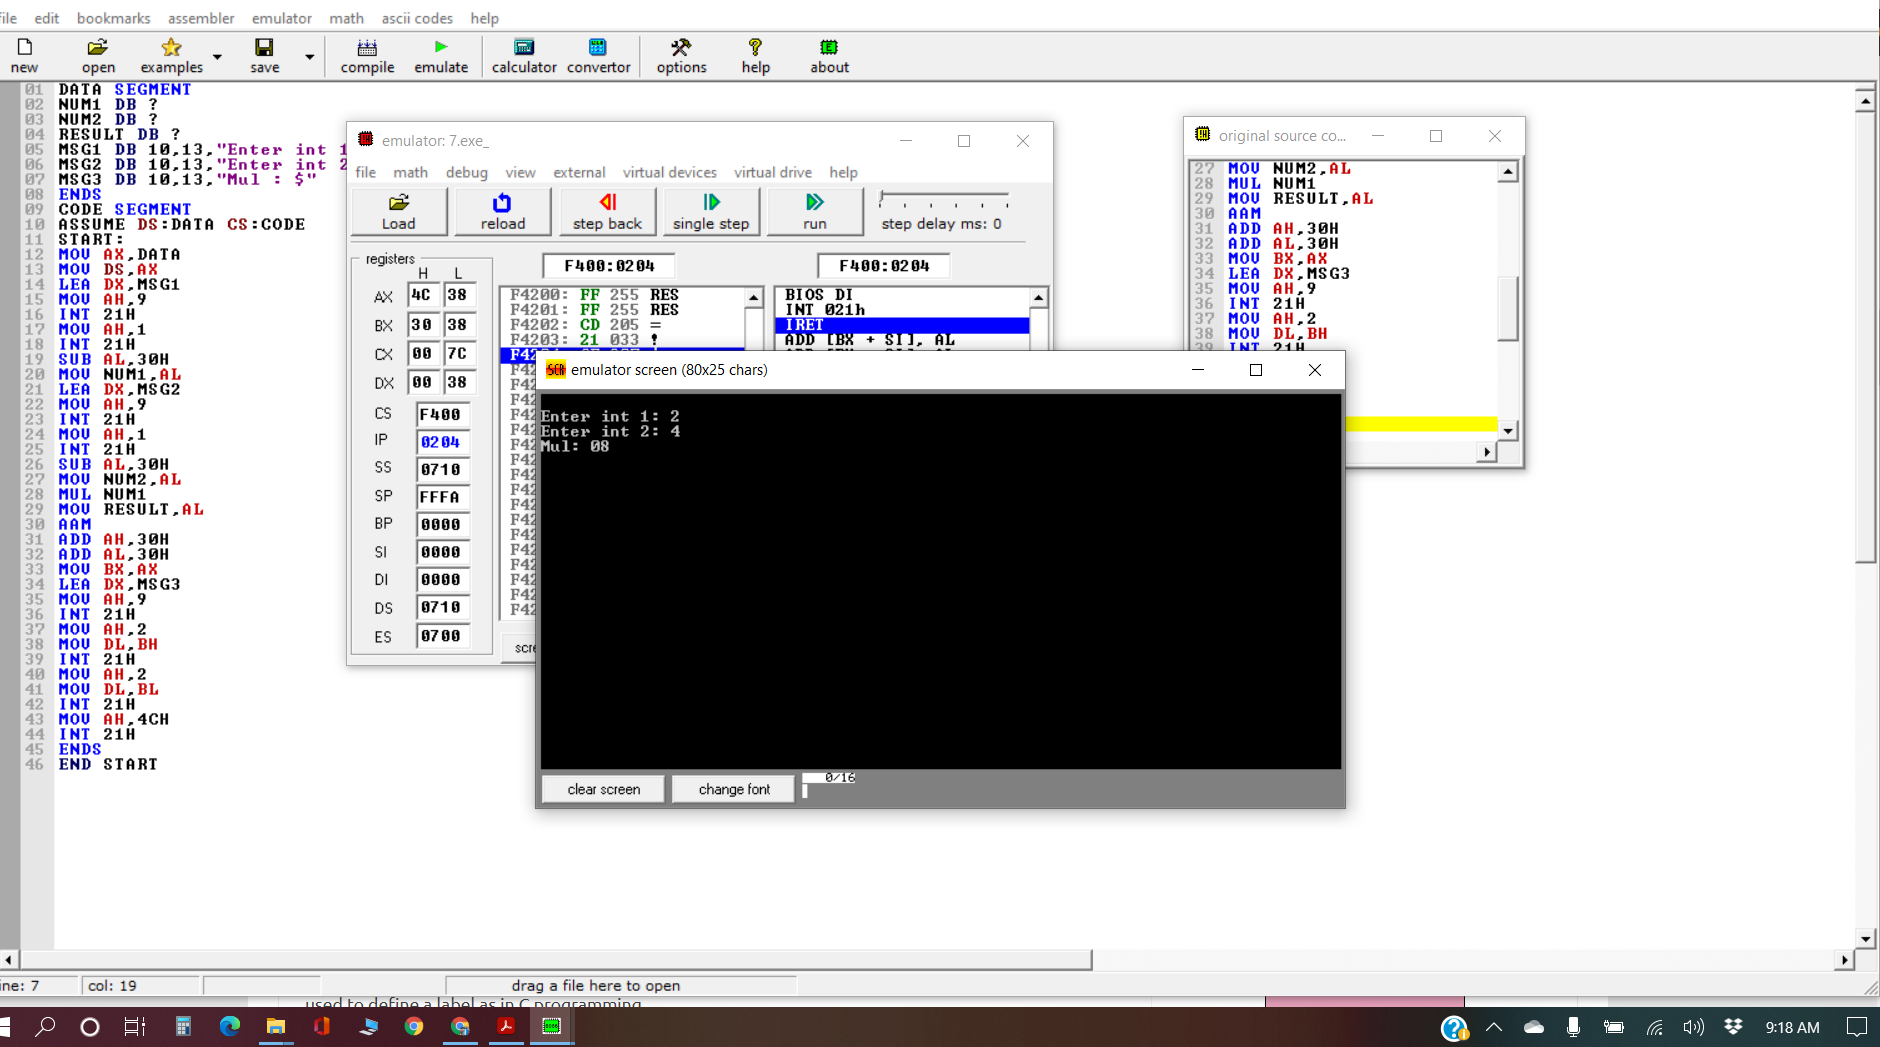 file edit bookmarks assembler emulator math ascii codes help
new open examples save compile emulate calculator convertor options help about
01 DATA SEGMENT
02 NUM1 DB ?
03 NUM2 DB ?
04 RESULT DB ?
05 MSG1 DB 10,13,"Enter int 1
06 MSG2 DB 10,13,"Enter int 2
07 MSG3 DB 10,13,"Mul : $"
08 ENDS
09 CODE SEGMENT
10 ASSUME DS:DATA CS:CODE
11 START:
12 MOV AX,DATA
13 MOV DS,AX
14 LEA DX,MSG1
15 MOV AH,9
16 INT 21H
17 MOV AH,1
18 INT 21H
19 SUB AL,30H
20 MOV NUM1,AL
21 LEA DX,MSG2
22 MOV AH,9
23 INT 21H
24 MOV AH,1
25 INT 21H
26 SUB AL,30H
27 MOV NUM2,AL
28 MUL NUM1
29 MOV RESULT,AL
30 AAM
31 ADD AH,30H
32 ADD AL,30H
33 MOV BX,AX
34 LEA DX,MSG3
35 MOV AH,9
36 INT 21H
37 MOV AH,2
38 MOV DL,BH
39 INT 21H
40 MOV AH,2
41 MOV DL,BL
42 INT 21H
43 MOV AH,4CH
44 INT 21H
45 ENDS
46 END START
emulator: 7.exe_
file math debug view external virtual devices virtual drive help
Load reload step back single step run step delay ms: 0
registers F400:0204 F400:0204
H L
AX 4C 38
BX 30 38
CX 00 7C
DX 00 38
CS F400
IP 0204
SS 0710
SP FFFA
BP 0000
SI 0000
DI 0000
DS 0710
ES 0700
F4200: FF 255 RES
F4201: FF 255 RES
F4202: CD 205 =
F4203: 21 033 !
BIOS DI
INT 021h
IRET
ADD [BX + SI], AL
original source co...
27 MOV NUM2,AL
28 MUL NUM1
29 MOV RESULT,AL
30 AAM
31 ADD AH,30H
32 ADD AL,30H
33 MOV BX,AX
34 LEA DX,MSG3
35 MOV AH,9
36 INT 21H
37 MOV AH,2
38 MOV DL,BH
39 INT 21H
emulator screen (80x25 chars)
Enter int 1: 2
Enter int 2: 4
Mul: 08
clear screen change font 0/16
line: 7 col: 19 drag a file here to open
used to define a label as in C programming
9:18 AM